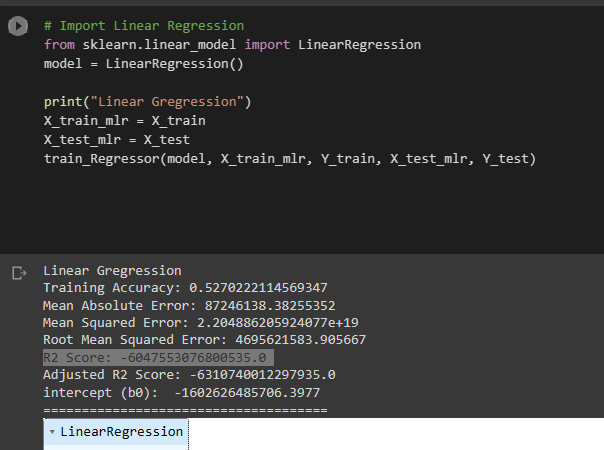 # Import Linear Regression
from sklearn.linear_model import LinearRegression
model = LinearRegression()
print("Linear Gregression")
X_train_mlr = X_train
X_test_mlr = X_test
train_Regressor(model, X_train_mlr, Y_train, X_test_mlr, Y_test)
Linear Gregression
Training Accuracy: 0.5270222114569347
Mean Absolute Error: 87246138.38255352
Mean Squared Error: 2.204886205924077e+19
Root Mean Squared Error: 4695621583.905667
R2 Score: -6047553076800535.0
Adjusted R2 Score: -6310740012297935.0
intercept (b0):  -1602626485706.3977
=====================================
LinearRegression